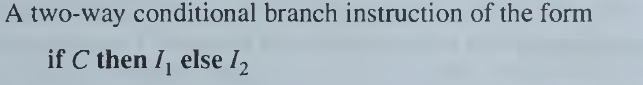 A two-way conditional branch instruction of the form
if C then I₁ else I₂